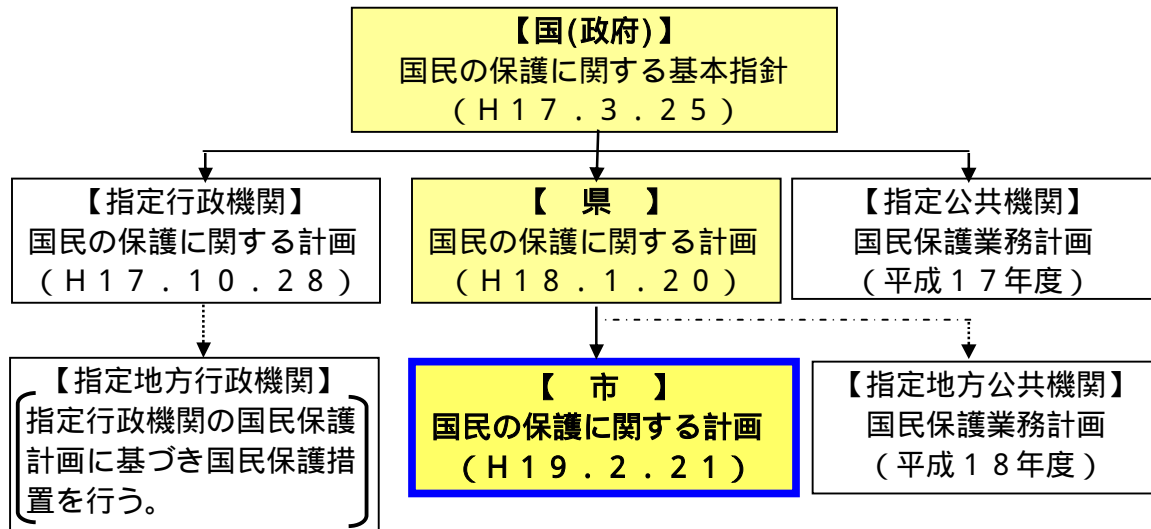 【国(政府)】
国民の保護に関する基本指針
(H17.3.25)
【指定行政機関】
国民の保護に関する計画
(H17.10.28)
【 県 】
国民の保護に関する計画
(H18.1.20)
【指定公共機関】
国民保護業務計画
(平成17年度)
【指定地方行政機関】
指定行政機関の国民保護
計画に基づき国民保護措
置を行う。
【 市 】
国民の保護に関する計画
(H19.2.21)
【指定地方公共機関】
国民保護業務計画
(平成18年度)